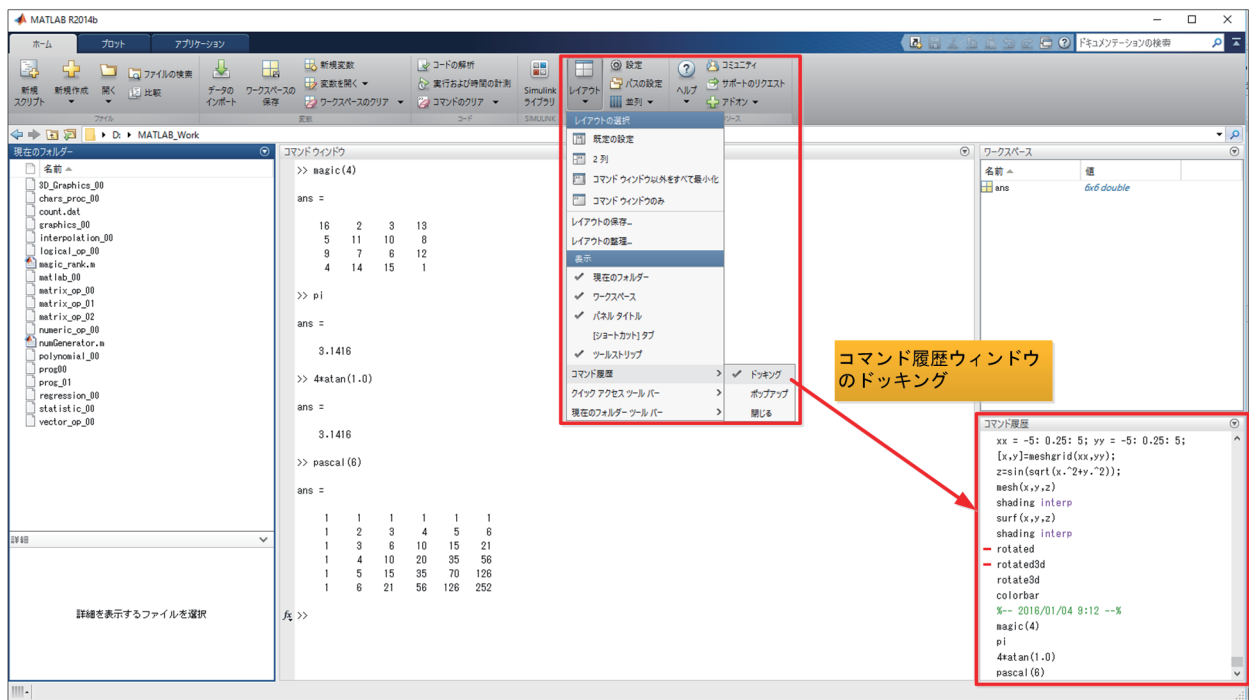 MATLAB R2014b
ホーム プロット アプリケーション
ドキュメンテーションの検索
新規 スクリプト
新規作成
開く
ファイルの検索
比較
データの インポート
ワークスペースの 保存
新規変数
変数を開く
ワークスペースのクリア
コードの解析
実行および時間の計測
コマンドのクリア
Simulink ライブラリ
レイアウト
設定
パスの設定
並列
ヘルプ
コミュニティ
サポートのリクエスト
アドオン
ファイル 変数 コード SIMULINK
D: MATLAB_Work
現在のフォルダー
名前
3D_Graphics_00
chars_proc_00
count.dat
graphics_00
interpolation_00
logical_op_00
magic_rank.m
matlab_00
matrix_op_00
matrix_op_01
matrix_op_02
numeric_op_00
numGenerator.m
polynomial_00
prog00
prog_01
regression_00
statistic_00
vector_op_00
詳細
詳細を表示するファイルを選択
コマンド ウィンドウ
>> magic(4)
ans =
16 2 3 13
5 11 10 8
9 7 6 12
4 14 15 1
>> pi
ans =
3.1416
>> 4*atan(1.0)
ans =
3.1416
>> pascal(6)
ans =
1 1 1 1 1 1
1 2 3 4 5 6
1 3 6 10 15 21
1 4 10 20 35 56
1 5 15 35 70 126
1 6 21 56 126 252
fx >>
レイアウトの選択
既定の設定
2 列
コマンド ウィンドウ以外をすべて最小化
コマンド ウィンドウのみ
レイアウトの保存...
レイアウトの整理...
表示
現在のフォルダー
ワークスペース
パネル タイトル
[ショートカット] タブ
ツールストリップ
コマンド履歴
クイック アクセス ツール バー
現在のフォルダー ツール バー
ドッキング
ポップアップ
閉じる
コマンド履歴ウィンドウ
のドッキング
ワークスペース
名前 値
ans 6x6 double
コマンド履歴
xx = -5: 0.25: 5; yy = -5: 0.25: 5;
[x,y]=meshgrid(xx,yy);
z=sin(sqrt(x.^2+y.^2));
mesh(x,y,z)
shading interp
surf(x,y,z)
shading interp
rotated
rotated3d
rotate3d
colorbar
%-- 2016/01/04 9:12 --%
magic(4)
pi
4*atan(1.0)
pascal(6)